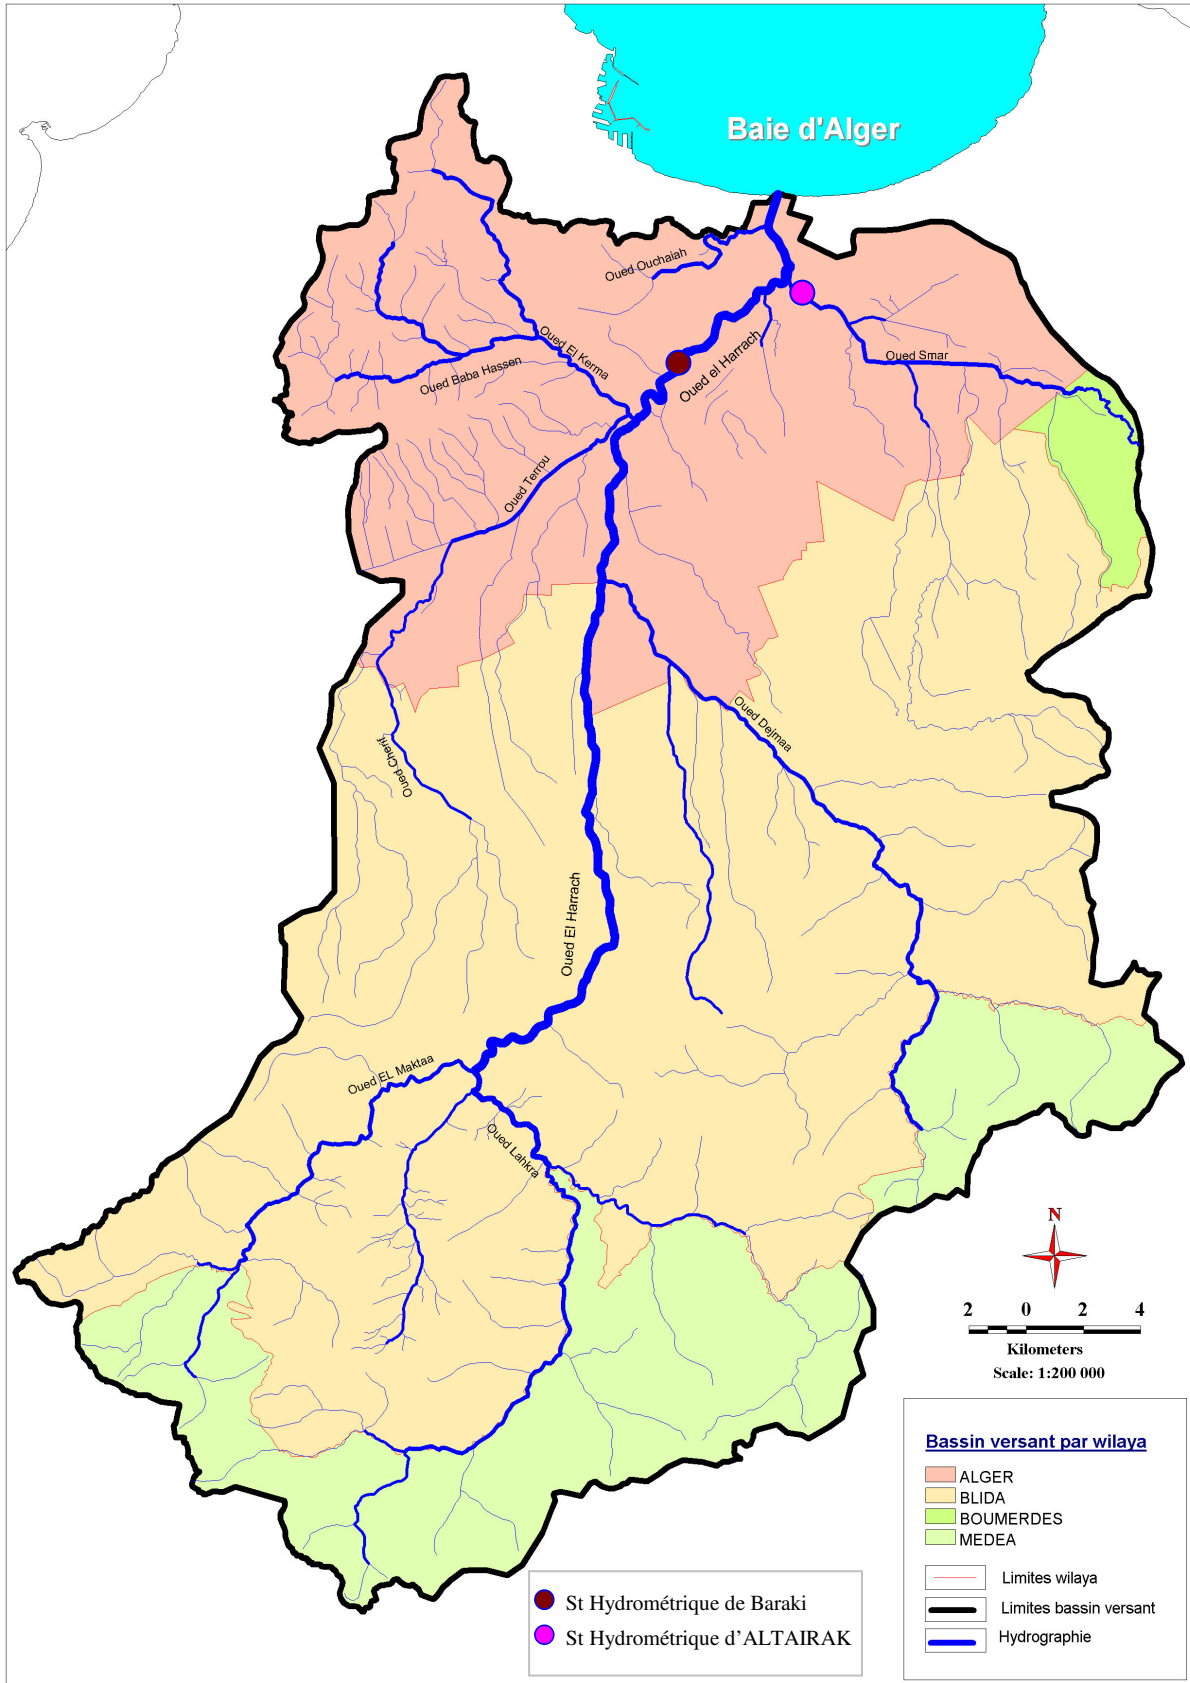 Baie d'Alger
Oued Ouchaiah
Oued El Kerma
Oued Baba Hassen
Oued el Harrach
Oued Smar
Oued Terrou
Oued Dejmaa
Oued Cherif
Oued El Harrach
Oued EL Maktaa
Oued Lahkra
N
2 0 2 4
Kilometers
Scale: 1:200 000
Bassin versant par wilaya
ALGER
BLIDA
BOUMERDES
MEDEA
Limites wilaya
Limites bassin versant
Hydrographie
St Hydrométrique de Baraki
St Hydrométrique d’ALTAIRAK